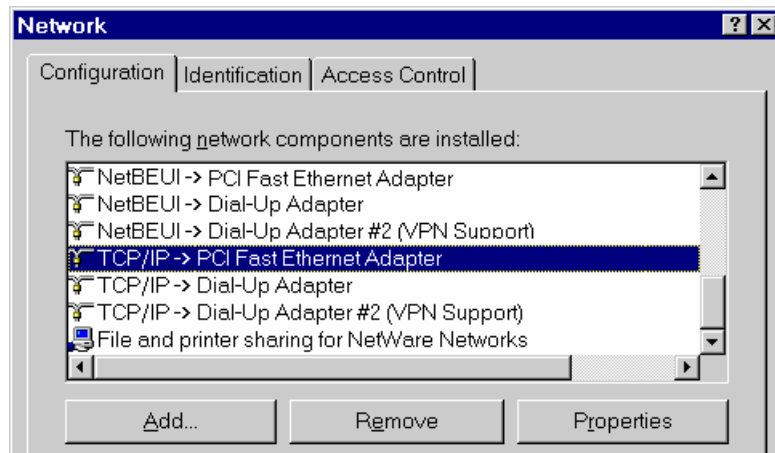 Network
Configuration Identification Access Control
The following network components are installed:
NetBEUI -> PCI Fast Ethernet Adapter
NetBEUI -> Dial-Up Adapter
NetBEUI -> Dial-Up Adapter #2 (VPN Support)
TCP/IP -> PCI Fast Ethernet Adapter
TCP/IP -> Dial-Up Adapter
TCP/IP -> Dial-Up Adapter #2 (VPN Support)
File and printer sharing for NetWare Networks
Add... Remove Properties